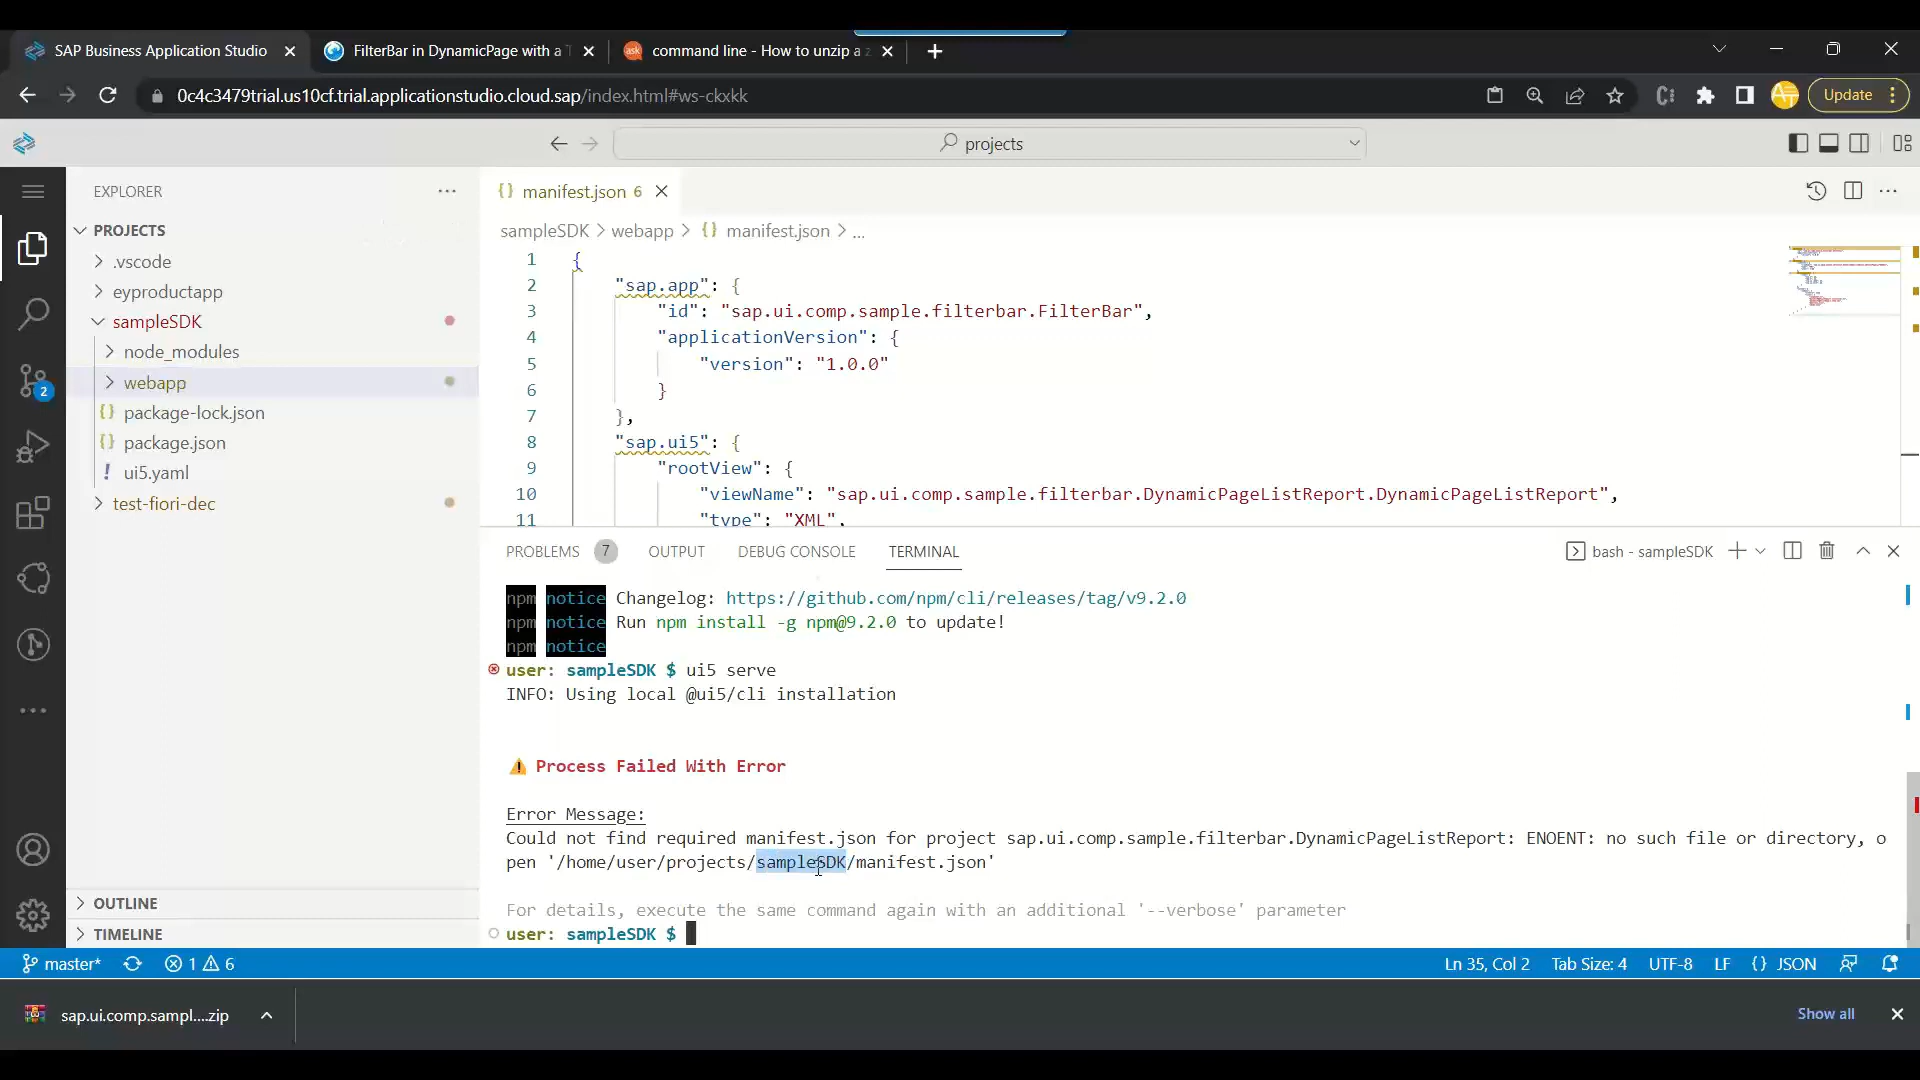 SAP Business Application Studio
FilterBar in DynamicPage with a
command line - How to unzip a
0c4c3479trial.us10cf.trial.applicationstudio.cloud.sap/index.html#ws-ckxkk
Update
projects
EXPLORER
manifest.json 6
PROJECTS
sampleSDK > webapp > {} manifest.json > ...
.vscode
eyproductapp
sampleSDK
node_modules
webapp
package-lock.json
package.json
ui5.yaml
test-fiori-dec
2
1 {
2 "sap.app": {
3 "id": "sap.ui.comp.sample.filterbar.FilterBar",
4 "applicationVersion": {
5 "version": "1.0.0"
6 }
7 },
8 "sap.ui5": {
9 "rootView": {
10 "viewName": "sap.ui.comp.sample.filterbar.DynamicPageListReport.DynamicPageListReport",
11 "type": "XML",
PROBLEMS 7 OUTPUT DEBUG CONSOLE TERMINAL
bash - sampleSDK
npm notice Changelog: https://github.com/npm/cli/releases/tag/v9.2.0
npm notice Run npm install -g npm@9.2.0 to update!
npm notice
user: sampleSDK $ ui5 serve
INFO: Using local @ui5/cli installation
Process Failed With Error
Error Message:
Could not find required manifest.json for project sap.ui.comp.sample.filterbar.DynamicPageListReport: ENOENT: no such file or directory, o
pen '/home/user/projects/sampleSDK/manifest.json'
For details, execute the same command again with an additional '--verbose' parameter
user: sampleSDK $
OUTLINE
TIMELINE
master* 1 6
Ln 35, Col 2 Tab Size: 4 UTF-8 LF {} JSON
sap.ui.comp.sampl....zip
Show all